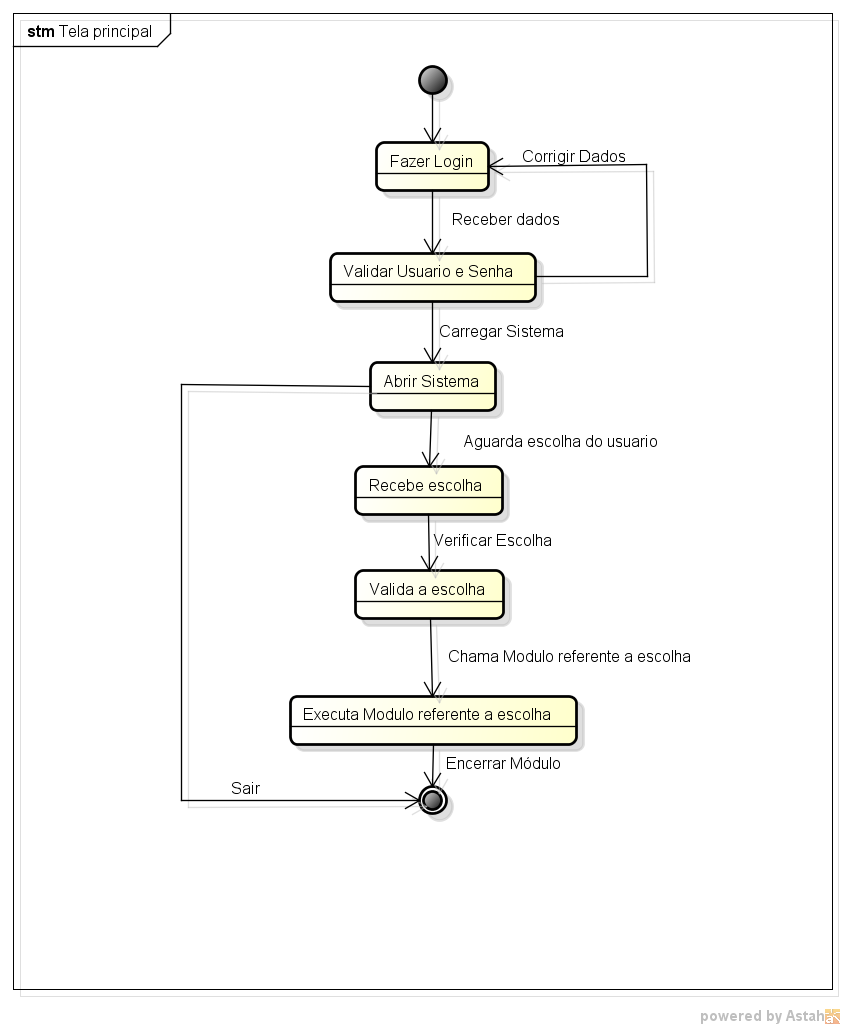 stm Tela principal
Fazer Login
Corrigir Dados
Receber dados
Validar Usuario e Senha
Carregar Sistema
Abrir Sistema
Aguarda escolha do usuario
Recebe escolha
Verificar Escolha
Valida a escolha
Chama Modulo referente a escolha
Executa Modulo referente a escolha
Encerrar Módulo
Sair
powered by Astah